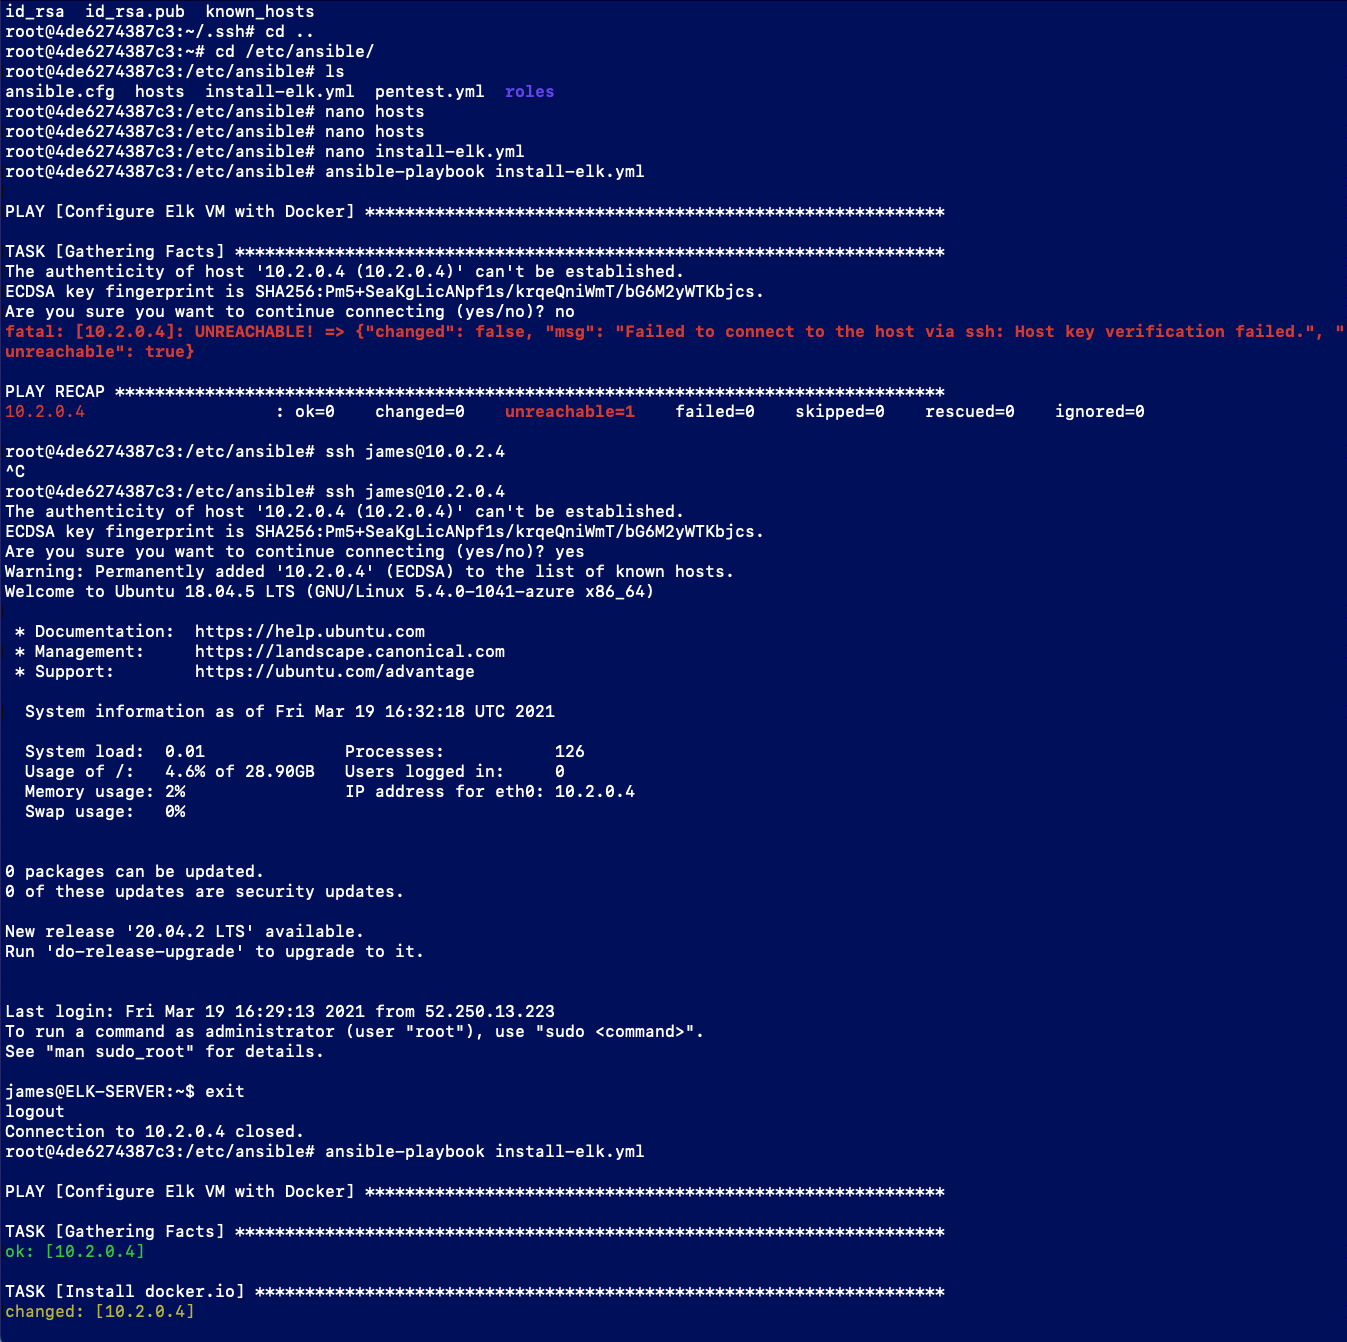 id_rsa  id_rsa.pub  known_hosts
root@4de6274387c3:~/.ssh# cd ..
root@4de6274387c3:~# cd /etc/ansible/
root@4de6274387c3:/etc/ansible# ls
ansible.cfg  hosts  install-elk.yml  pentest.yml  roles
root@4de6274387c3:/etc/ansible# nano hosts
root@4de6274387c3:/etc/ansible# nano hosts
root@4de6274387c3:/etc/ansible# nano install-elk.yml
root@4de6274387c3:/etc/ansible# ansible-playbook install-elk.yml
PLAY [Configure Elk VM with Docker] **********************************************************
TASK [Gathering Facts] ***********************************************************************
The authenticity of host '10.2.0.4 (10.2.0.4)' can't be established.
ECDSA key fingerprint is SHA256:Pm5+SeaKgLicANpf1s/krqeQniWmT/bG6M2yWTKbjcs.
Are you sure you want to continue connecting (yes/no)? no
fatal: [10.2.0.4]: UNREACHABLE! => {"changed": false, "msg": "Failed to connect to the host via ssh: Host key verification failed.", "
unreachable": true}
PLAY RECAP ***********************************************************************************
10.2.0.4                   : ok=0    changed=0    unreachable=1    failed=0    skipped=0    rescued=0    ignored=0
root@4de6274387c3:/etc/ansible# ssh james@10.0.2.4
^C
root@4de6274387c3:/etc/ansible# ssh james@10.2.0.4
The authenticity of host '10.2.0.4 (10.2.0.4)' can't be established.
ECDSA key fingerprint is SHA256:Pm5+SeaKgLicANpf1s/krqeQniWmT/bG6M2yWTKbjcs.
Are you sure you want to continue connecting (yes/no)? yes
Warning: Permanently added '10.2.0.4' (ECDSA) to the list of known hosts.
Welcome to Ubuntu 18.04.5 LTS (GNU/Linux 5.4.0-1041-azure x86_64)
 * Documentation:  https://help.ubuntu.com
 * Management:     https://landscape.canonical.com
 * Support:        https://ubuntu.com/advantage
  System information as of Fri Mar 19 16:32:18 UTC 2021
  System load:  0.01              Processes:           126
  Usage of /:   4.6% of 28.90GB   Users logged in:     0
  Memory usage: 2%                IP address for eth0: 10.2.0.4
  Swap usage:   0%
0 packages can be updated.
0 of these updates are security updates.
New release '20.04.2 LTS' available.
Run 'do-release-upgrade' to upgrade to it.
Last login: Fri Mar 19 16:29:13 2021 from 52.250.13.223
To run a command as administrator (user "root"), use "sudo <command>".
See "man sudo_root" for details.
james@ELK-SERVER:~$ exit
logout
Connection to 10.2.0.4 closed.
root@4de6274387c3:/etc/ansible# ansible-playbook install-elk.yml
PLAY [Configure Elk VM with Docker] **********************************************************
TASK [Gathering Facts] ***********************************************************************
ok: [10.2.0.4]
TASK [Install docker.io] *********************************************************************
changed: [10.2.0.4]